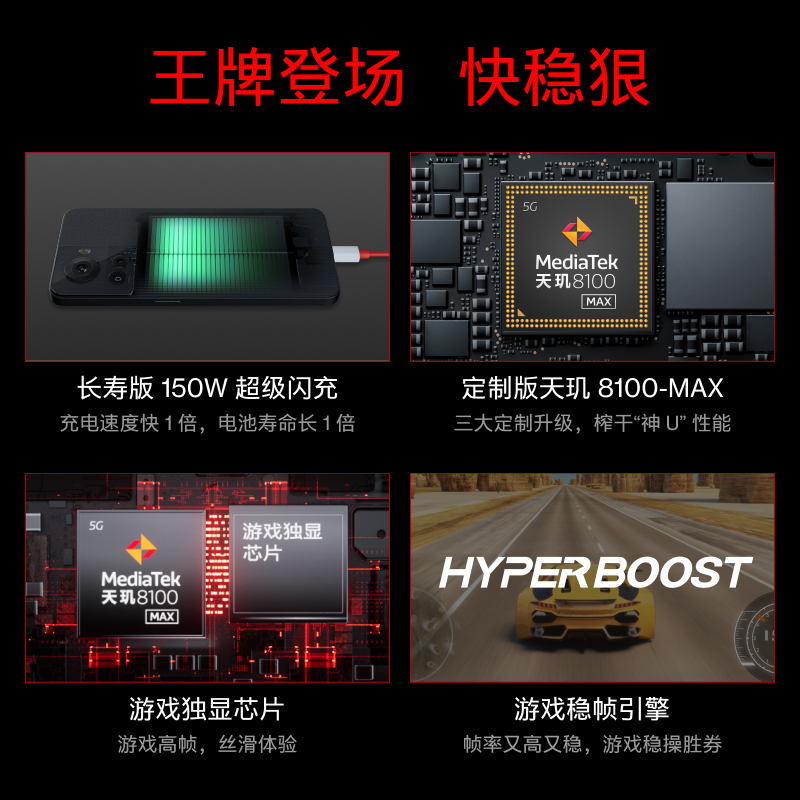 王牌登场 快稳狠
5G
MediaTek
天玑8100
MAX
长寿版 150W 超级闪充
充电速度快 1 倍，电池寿命长 1 倍
定制版天玑 8100-MAX
三大定制升级，榨干“神 U” 性能
5G
MediaTek
天玑8100
MAX
游戏独显
芯片
HYPERBOOST
游戏独显芯片
游戏高帧，丝滑体验
游戏稳帧引擎
帧率又高又稳，游戏稳操胜券